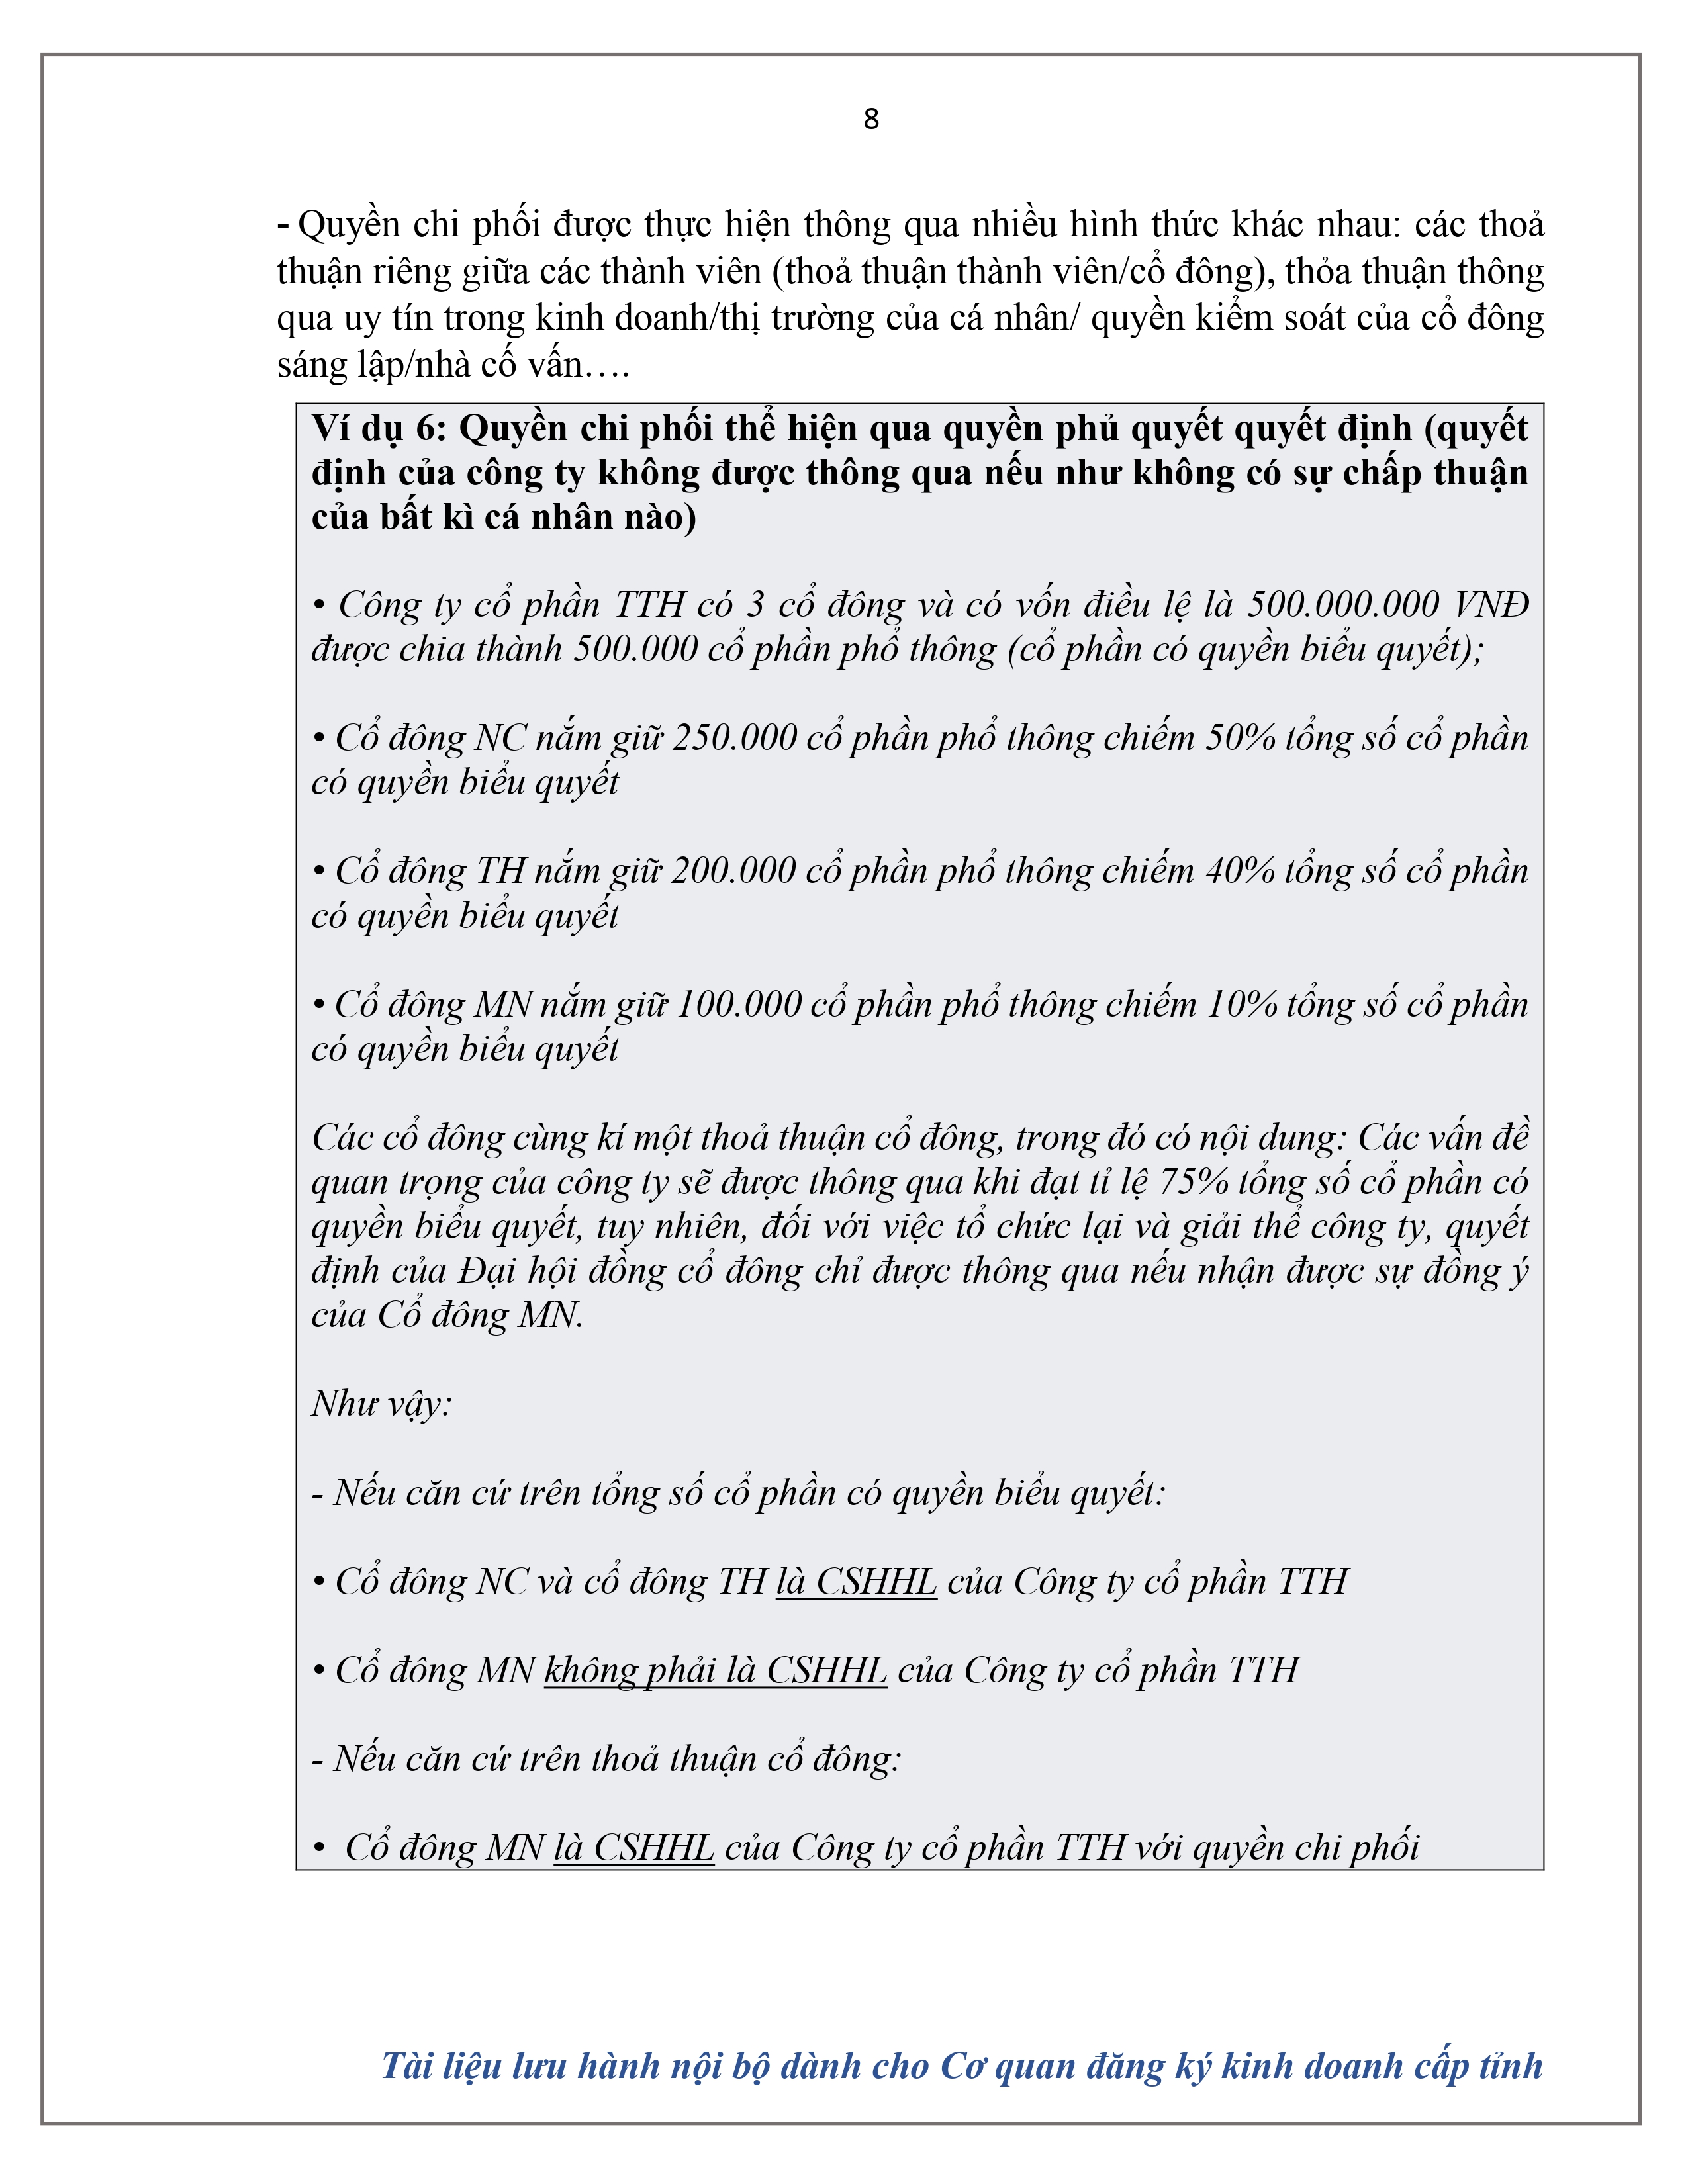 8
- Quyền chi phối được thực hiện thông qua nhiều hình thức khác nhau: các thoả
thuận riêng giữa các thành viên (thoả thuận thành viên/cổ đông), thỏa thuận thông
qua uy tín trong kinh doanh/thị trường của cá nhân/ quyền kiểm soát của cổ đông
sáng lập/nhà cố vấn….
Ví dụ 6: Quyền chi phối thể hiện qua quyền phủ quyết quyết định (quyết
định của công ty không được thông qua nếu như không có sự chấp thuận
của bất kì cá nhân nào)
• Công ty cổ phần TTH có 3 cổ đông và có vốn điều lệ là 500.000.000 VNĐ
được chia thành 500.000 cổ phần phổ thông (cổ phần có quyền biểu quyết);
• Cổ đông NC nắm giữ 250.000 cổ phần phổ thông chiếm 50% tổng số cổ phần
có quyền biểu quyết
• Cổ đông TH nắm giữ 200.000 cổ phần phổ thông chiếm 40% tổng số cổ phần
có quyền biểu quyết
• Cổ đông MN nắm giữ 100.000 cổ phần phổ thông chiếm 10% tổng số cổ phần
có quyền biểu quyết
Các cổ đông cùng kí một thoả thuận cổ đông, trong đó có nội dung: Các vấn đề
quan trọng của công ty sẽ được thông qua khi đạt tỉ lệ 75% tổng số cổ phần có
quyền biểu quyết, tuy nhiên, đối với việc tổ chức lại và giải thể công ty, quyết
định của Đại hội đồng cổ đông chỉ được thông qua nếu nhận được sự đồng ý
của Cổ đông MN.
Như vậy:
- Nếu căn cứ trên tổng số cổ phần có quyền biểu quyết:
• Cổ đông NC và cổ đông TH là CSHHL của Công ty cổ phần TTH
• Cổ đông MN không phải là CSHHL của Công ty cổ phần TTH
- Nếu căn cứ trên thoả thuận cổ đông:
• Cổ đông MN là CSHHL của Công ty cổ phần TTH với quyền chi phối
Tài liệu lưu hành nội bộ dành cho Cơ quan đăng ký kinh doanh cấp tỉnh